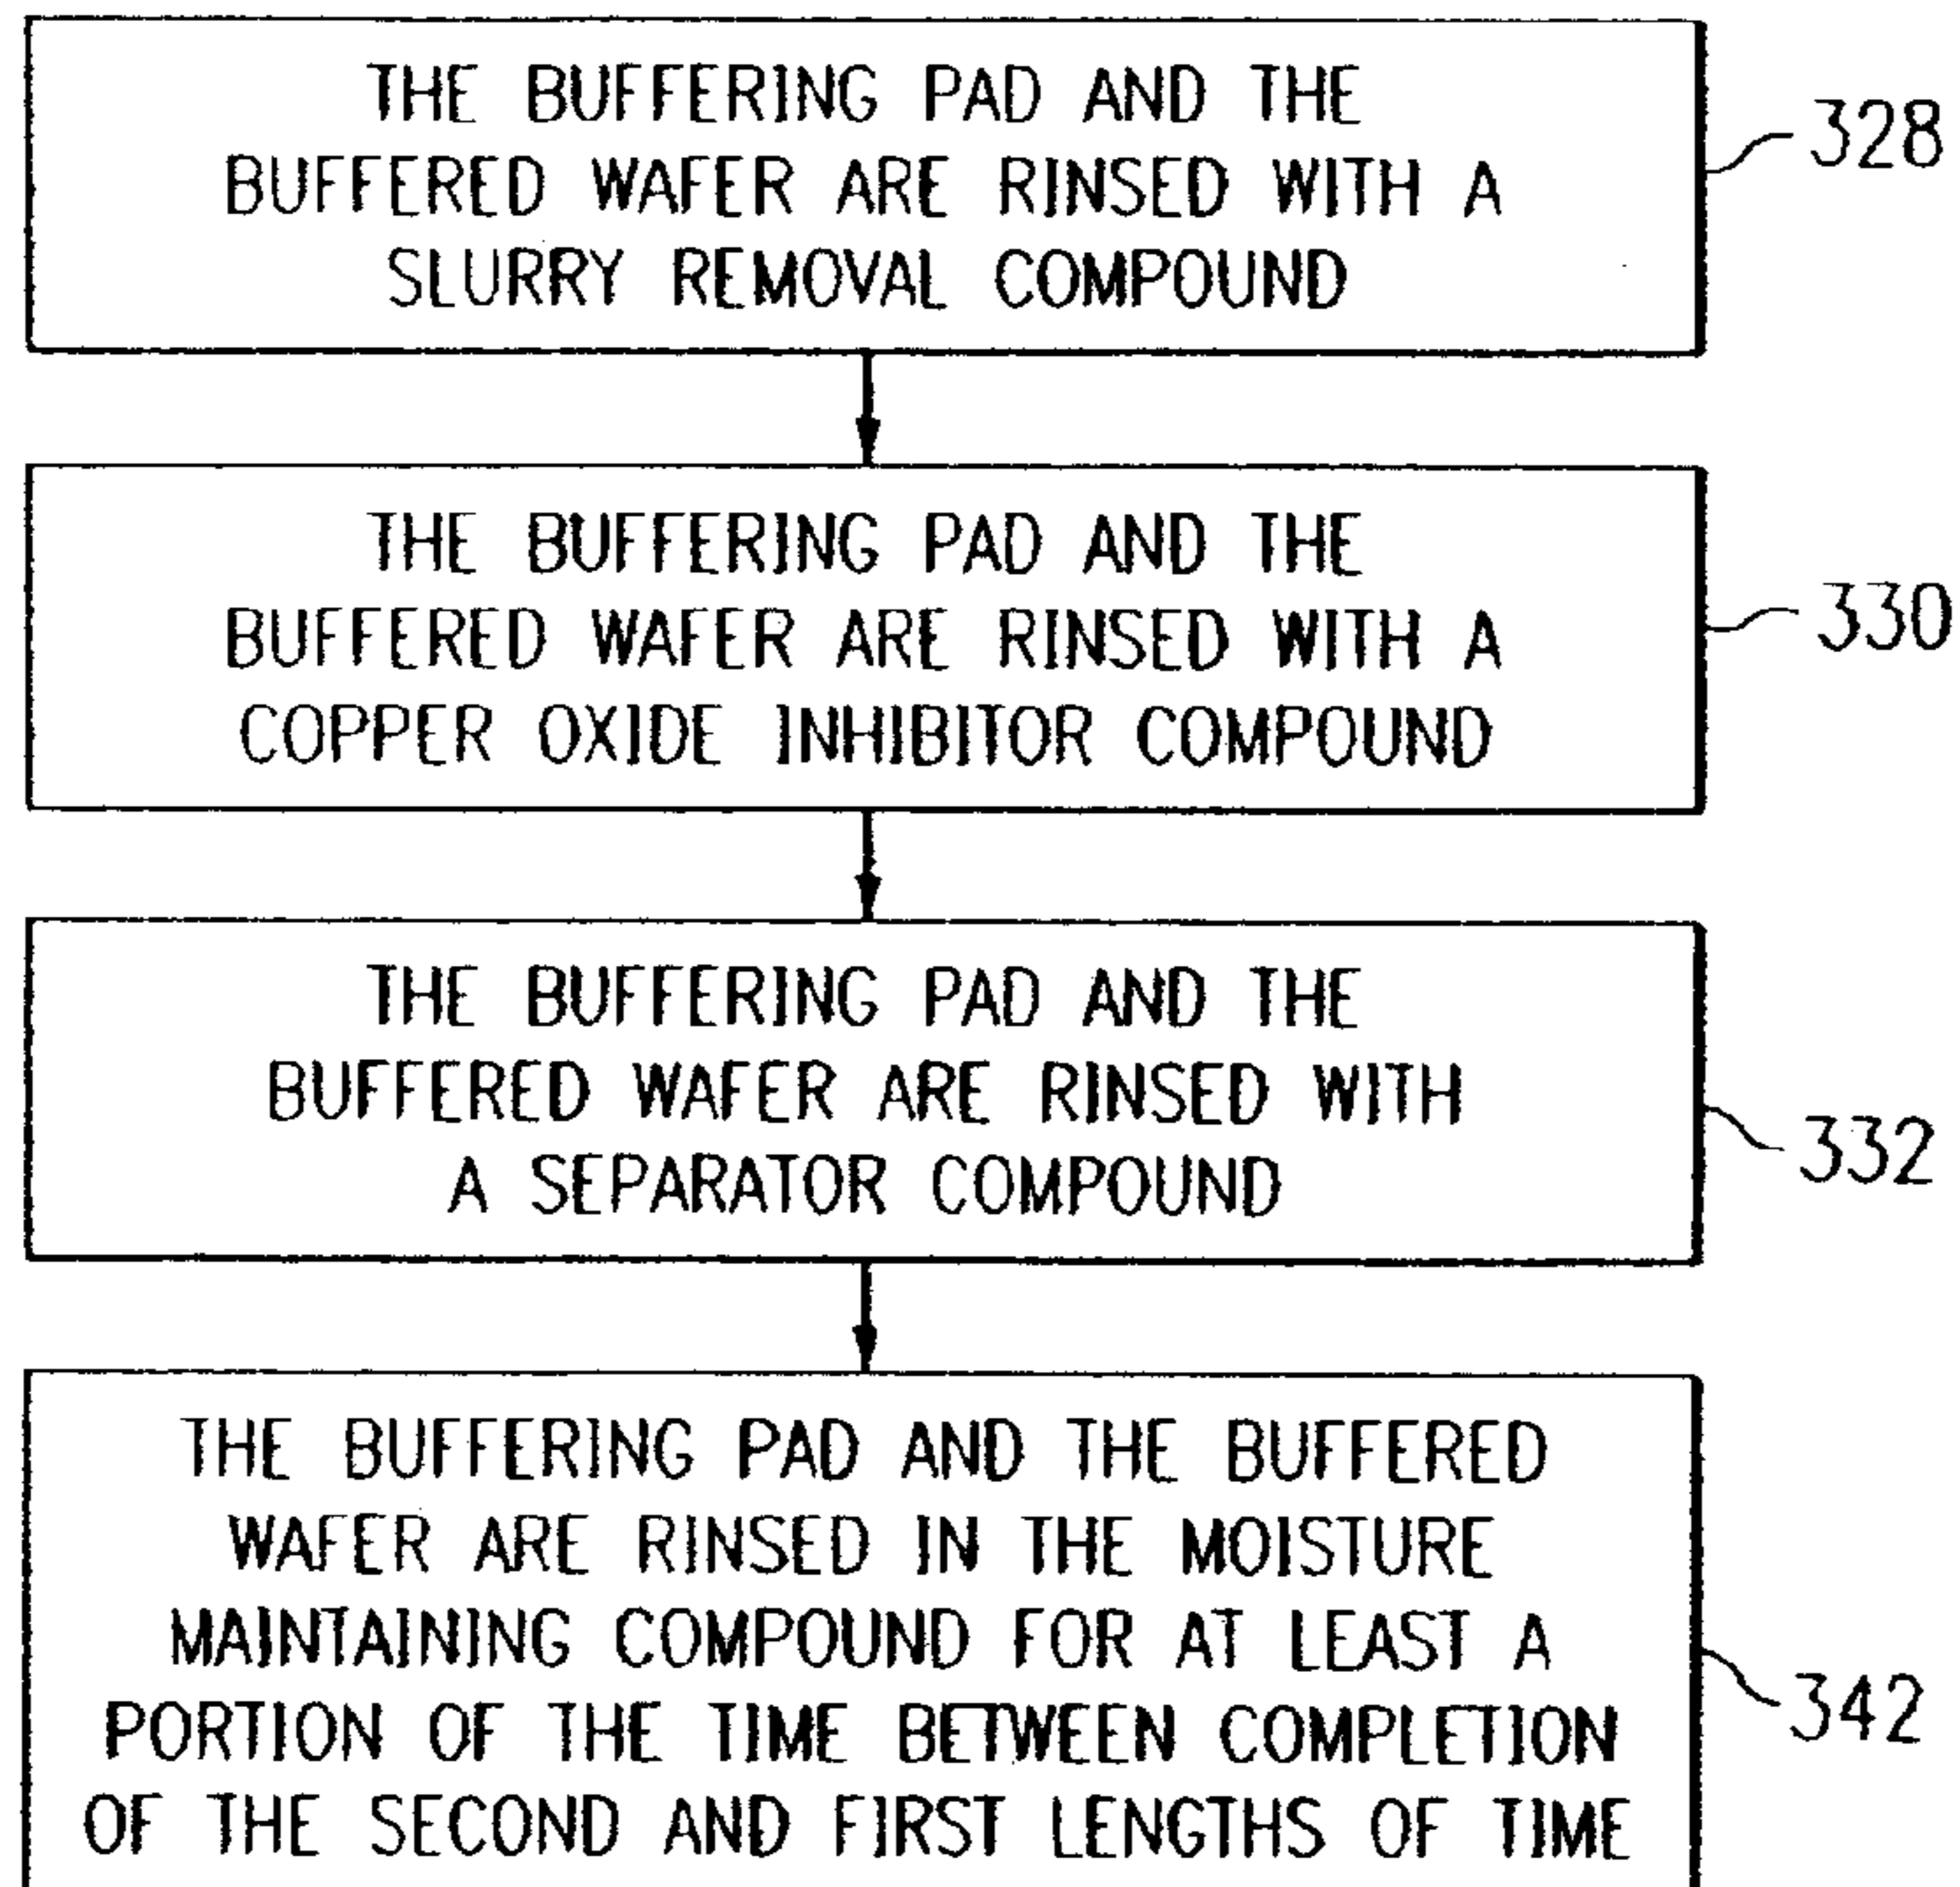 THE BUFFERING PAD AND THE
BUFFERED WAFER ARE RINSED WITH A
SLURRY REMOVAL COMPOUND
328
THE BUFFERING PAD AND THE
BUFFERED WAFER ARE RINSED WITH A
COPPER OXIDE INHIBITOR COMPOUND
330
THE BUFFERING PAD AND THE
BUFFERED WAFER ARE RINSED WITH
A SEPARATOR COMPOUND
332
THE BUFFERING PAD AND THE BUFFERED
WAFER ARE RINSED IN THE MOISTURE
MAINTAINING COMPOUND FOR AT LEAST A
PORTION OF THE TIME BETWEEN COMPLETION
OF THE SECOND AND FIRST LENGTHS OF TIME
342